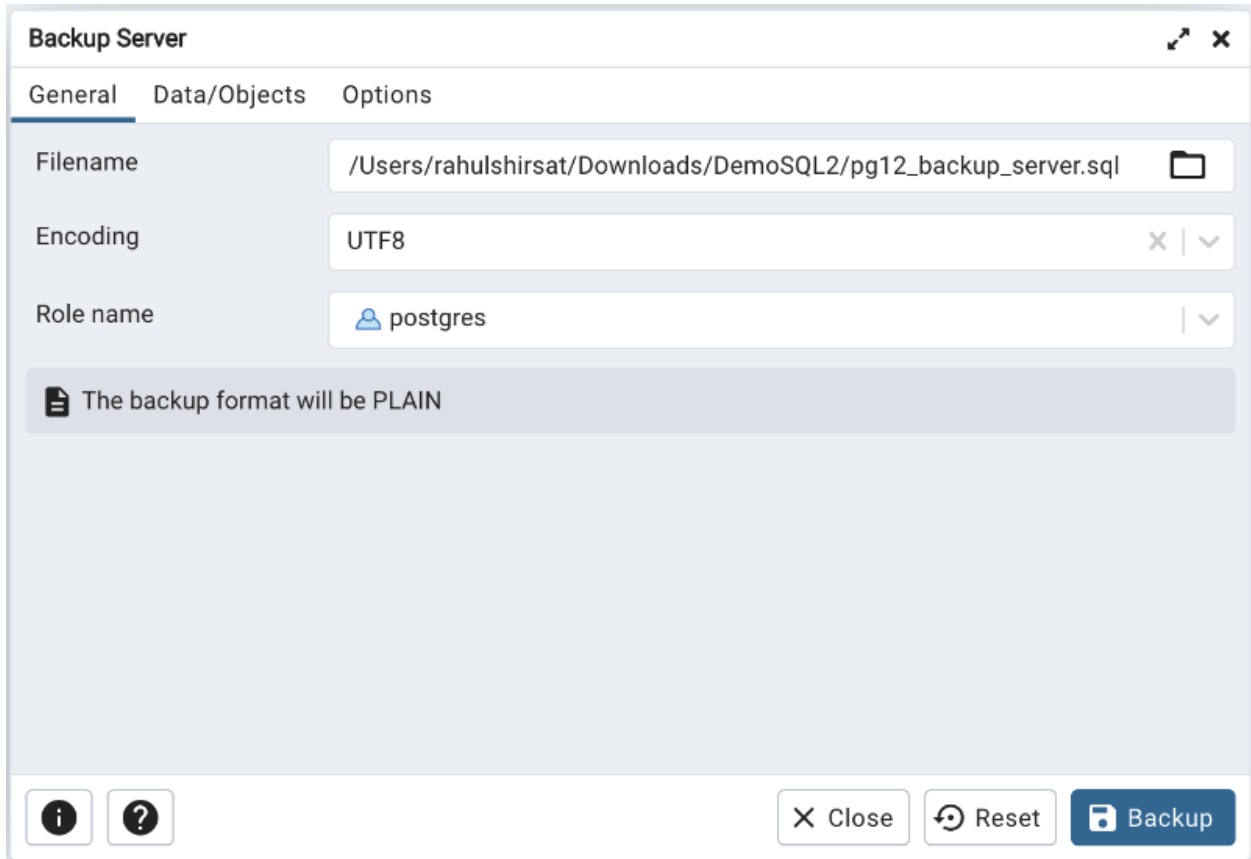 Backup Server
General Data/Objects Options
Filename /Users/rahulshirsat/Downloads/DemoSQL2/pg12_backup_server.sql
Encoding UTF8
Role name postgres
The backup format will be PLAIN
Close Reset Backup